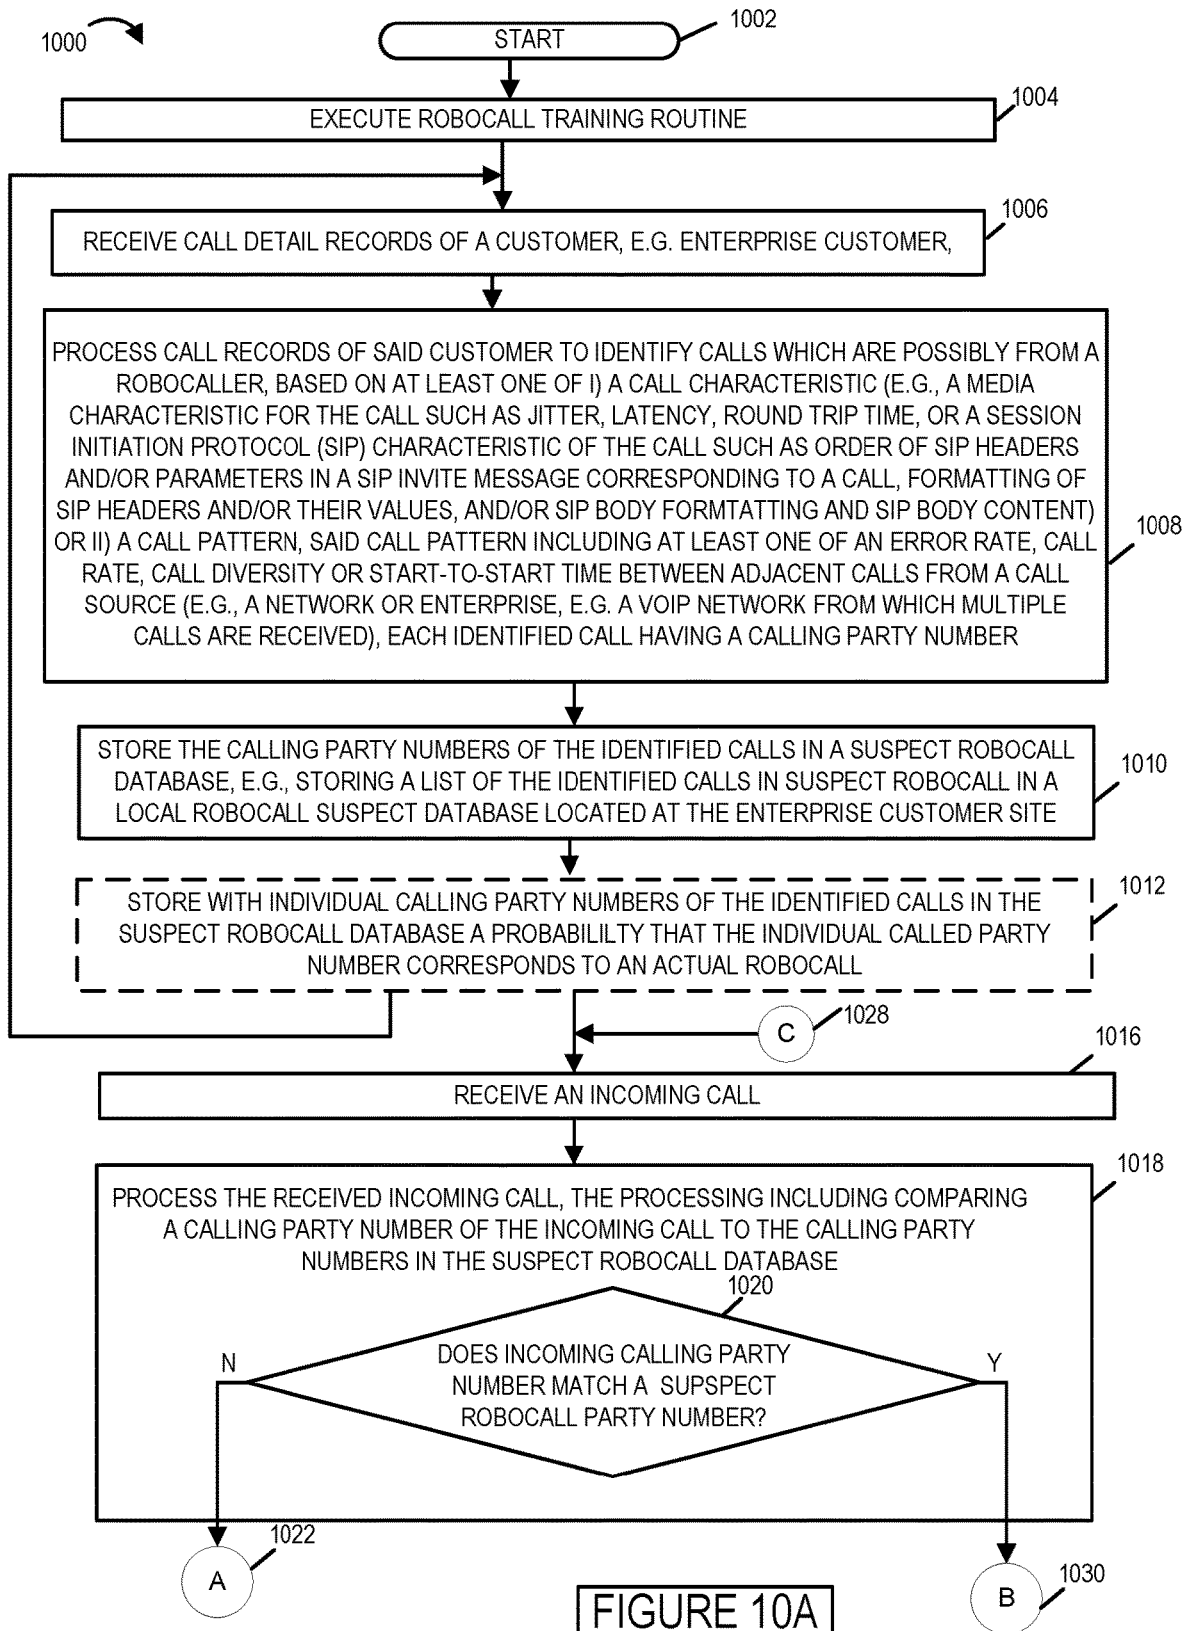 1000
START
1002
EXECUTE ROBOCALL TRAINING ROUTINE
1004
RECEIVE CALL DETAIL RECORDS OF A CUSTOMER, E.G. ENTERPRISE CUSTOMER,
1006
PROCESS CALL RECORDS OF SAID CUSTOMER TO IDENTIFY CALLS WHICH ARE POSSIBLY FROM A
ROBOCALLER, BASED ON AT LEAST ONE OF I) A CALL CHARACTERISTIC (E.G., A MEDIA
CHARACTERISTIC FOR THE CALL SUCH AS JITTER, LATENCY, ROUND TRIP TIME, OR A SESSION
INITIATION PROTOCOL (SIP) CHARACTERISTIC OF THE CALL SUCH AS ORDER OF SIP HEADERS
AND/OR PARAMETERS IN A SIP INVITE MESSAGE CORRESPONDING TO A CALL, FORMATTING OF
SIP HEADERS AND/OR THEIR VALUES, AND/OR SIP BODY FORMTATTING AND SIP BODY CONTENT)
OR II) A CALL PATTERN, SAID CALL PATTERN INCLUDING AT LEAST ONE OF AN ERROR RATE, CALL
RATE, CALL DIVERSITY OR START-TO-START TIME BETWEEN ADJACENT CALLS FROM A CALL
SOURCE (E.G., A NETWORK OR ENTERPRISE, E.G. A VOIP NETWORK FROM WHICH MULTIPLE
CALLS ARE RECEIVED), EACH IDENTIFIED CALL HAVING A CALLING PARTY NUMBER
1008
STORE THE CALLING PARTY NUMBERS OF THE IDENTIFIED CALLS IN A SUSPECT ROBOCALL
DATABASE, E.G., STORING A LIST OF THE IDENTIFIED CALLS IN SUSPECT ROBOCALL IN A
LOCAL ROBOCALL SUSPECT DATABASE LOCATED AT THE ENTERPRISE CUSTOMER SITE
1010
STORE WITH INDIVIDUAL CALLING PARTY NUMBERS OF THE IDENTIFIED CALLS IN THE
SUSPECT ROBOCALL DATABASE A PROBABILILTY THAT THE INDIVIDUAL CALLED PARTY
NUMBER CORRESPONDS TO AN ACTUAL ROBOCALL
1012
C
1028
RECEIVE AN INCOMING CALL
1016
PROCESS THE RECEIVED INCOMING CALL, THE PROCESSING INCLUDING COMPARING
A CALLING PARTY NUMBER OF THE INCOMING CALL TO THE CALLING PARTY
NUMBERS IN THE SUSPECT ROBOCALL DATABASE
1018
1020
DOES INCOMING CALLING PARTY
NUMBER MATCH A SUPSPECT
ROBOCALL PARTY NUMBER?
N
Y
A
1022
B
1030
FIGURE 10A